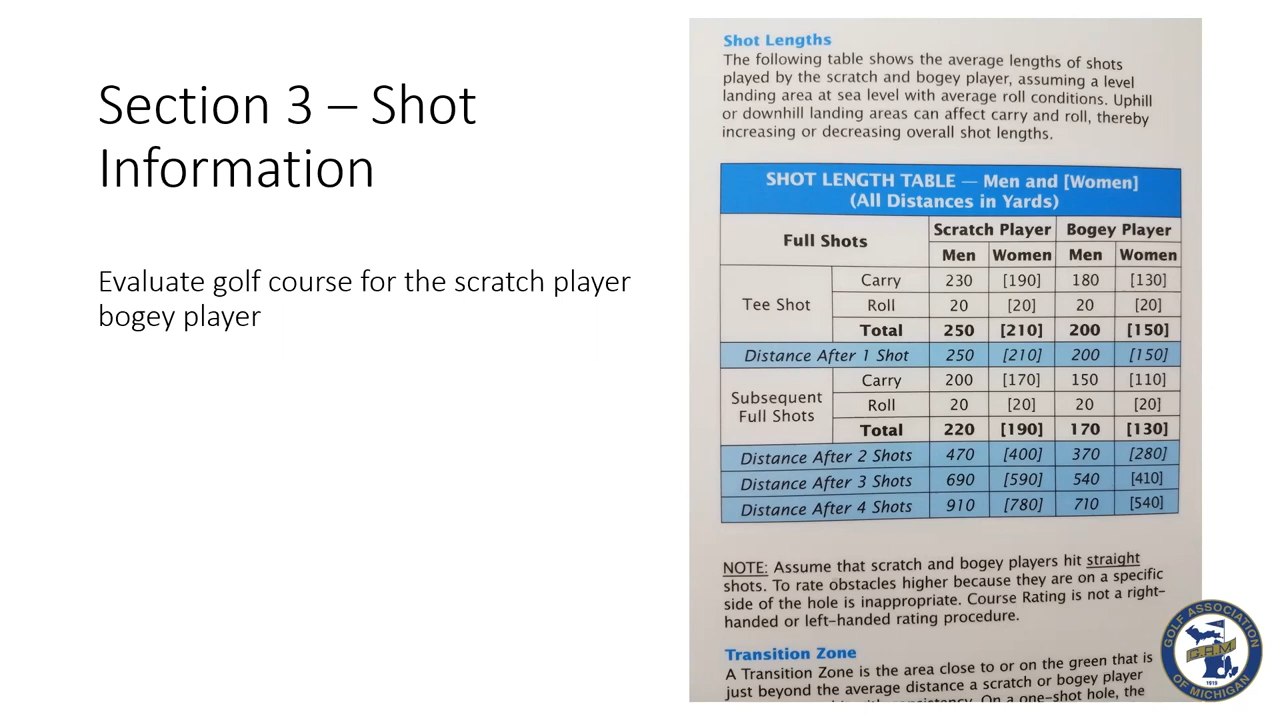 Section 3 – Shot
Information
Evaluate golf course for the scratch player
bogey player
Shot Lengths
The following table shows the average lengths of shots
played by the scratch and bogey player, assuming a level
landing area at sea level with average roll conditions. Uphill
or downhill landing areas can affect carry and roll, thereby
increasing or decreasing overall shot lengths.
SHOT LENGTH TABLE — Men and [Women]
(All Distances in Yards)
Full Shots Scratch Player Bogey Player
Men Women Men Women
Tee Shot Carry 230 [190] 180 [130]
Roll 20 [20] 20 [20]
Total 250 [210] 200 [150]
Distance After 1 Shot 250 [210] 200 [150]
Subsequent Full Shots Carry 200 [170] 150 [110]
Roll 20 [20] 20 [20]
Total 220 [190] 170 [130]
Distance After 2 Shots 470 [400] 370 [280]
Distance After 3 Shots 690 [590] 540 [410]
Distance After 4 Shots 910 [780] 710 [540]
NOTE: Assume that scratch and bogey players hit straight
shots. To rate obstacles higher because they are on a specific
side of the hole is inappropriate. Course Rating is not a right-
handed or left-handed rating procedure.
Transition Zone
A Transition Zone is the area close to or on the green that is
just beyond the average distance a scratch or bogey player
On a one-shot hole, the
GOLF ASSOCIATION
G.A.M
1919
OF MICHIGAN